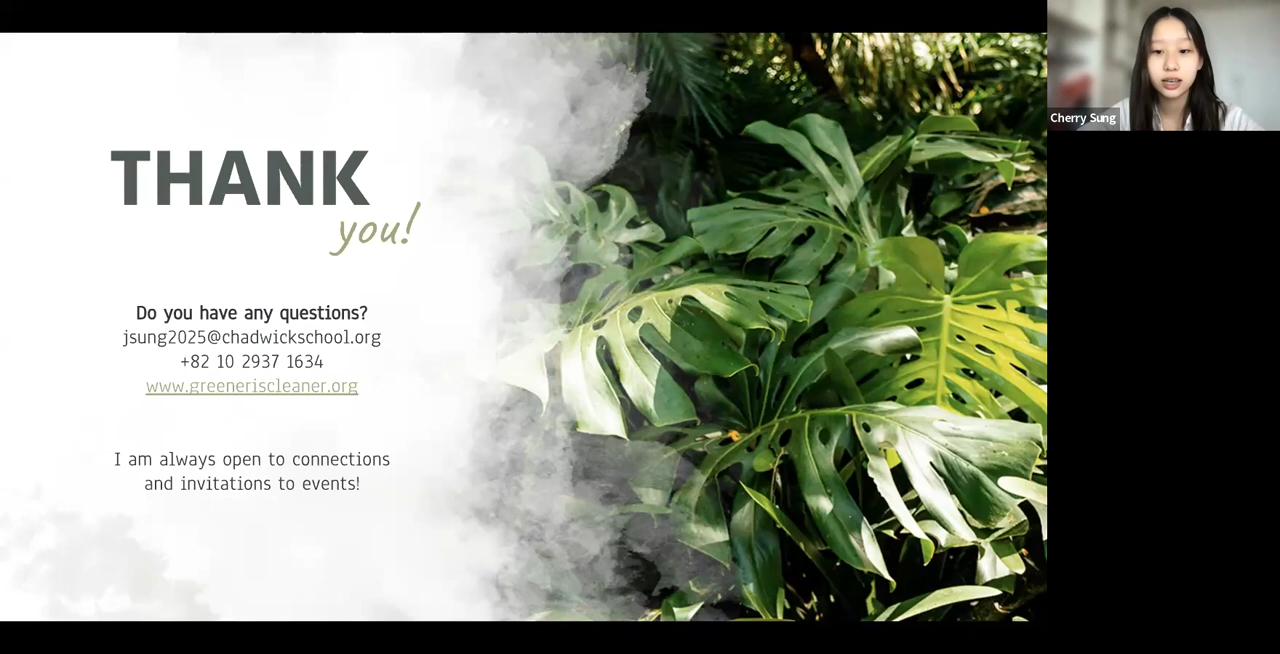 THANK
you!
Do you have any questions?
jsung2025@chadwickschool.org
+82 10 2937 1634
www.greeneriscleaner.org
I am always open to connections
and invitations to events!
Cherry Sung